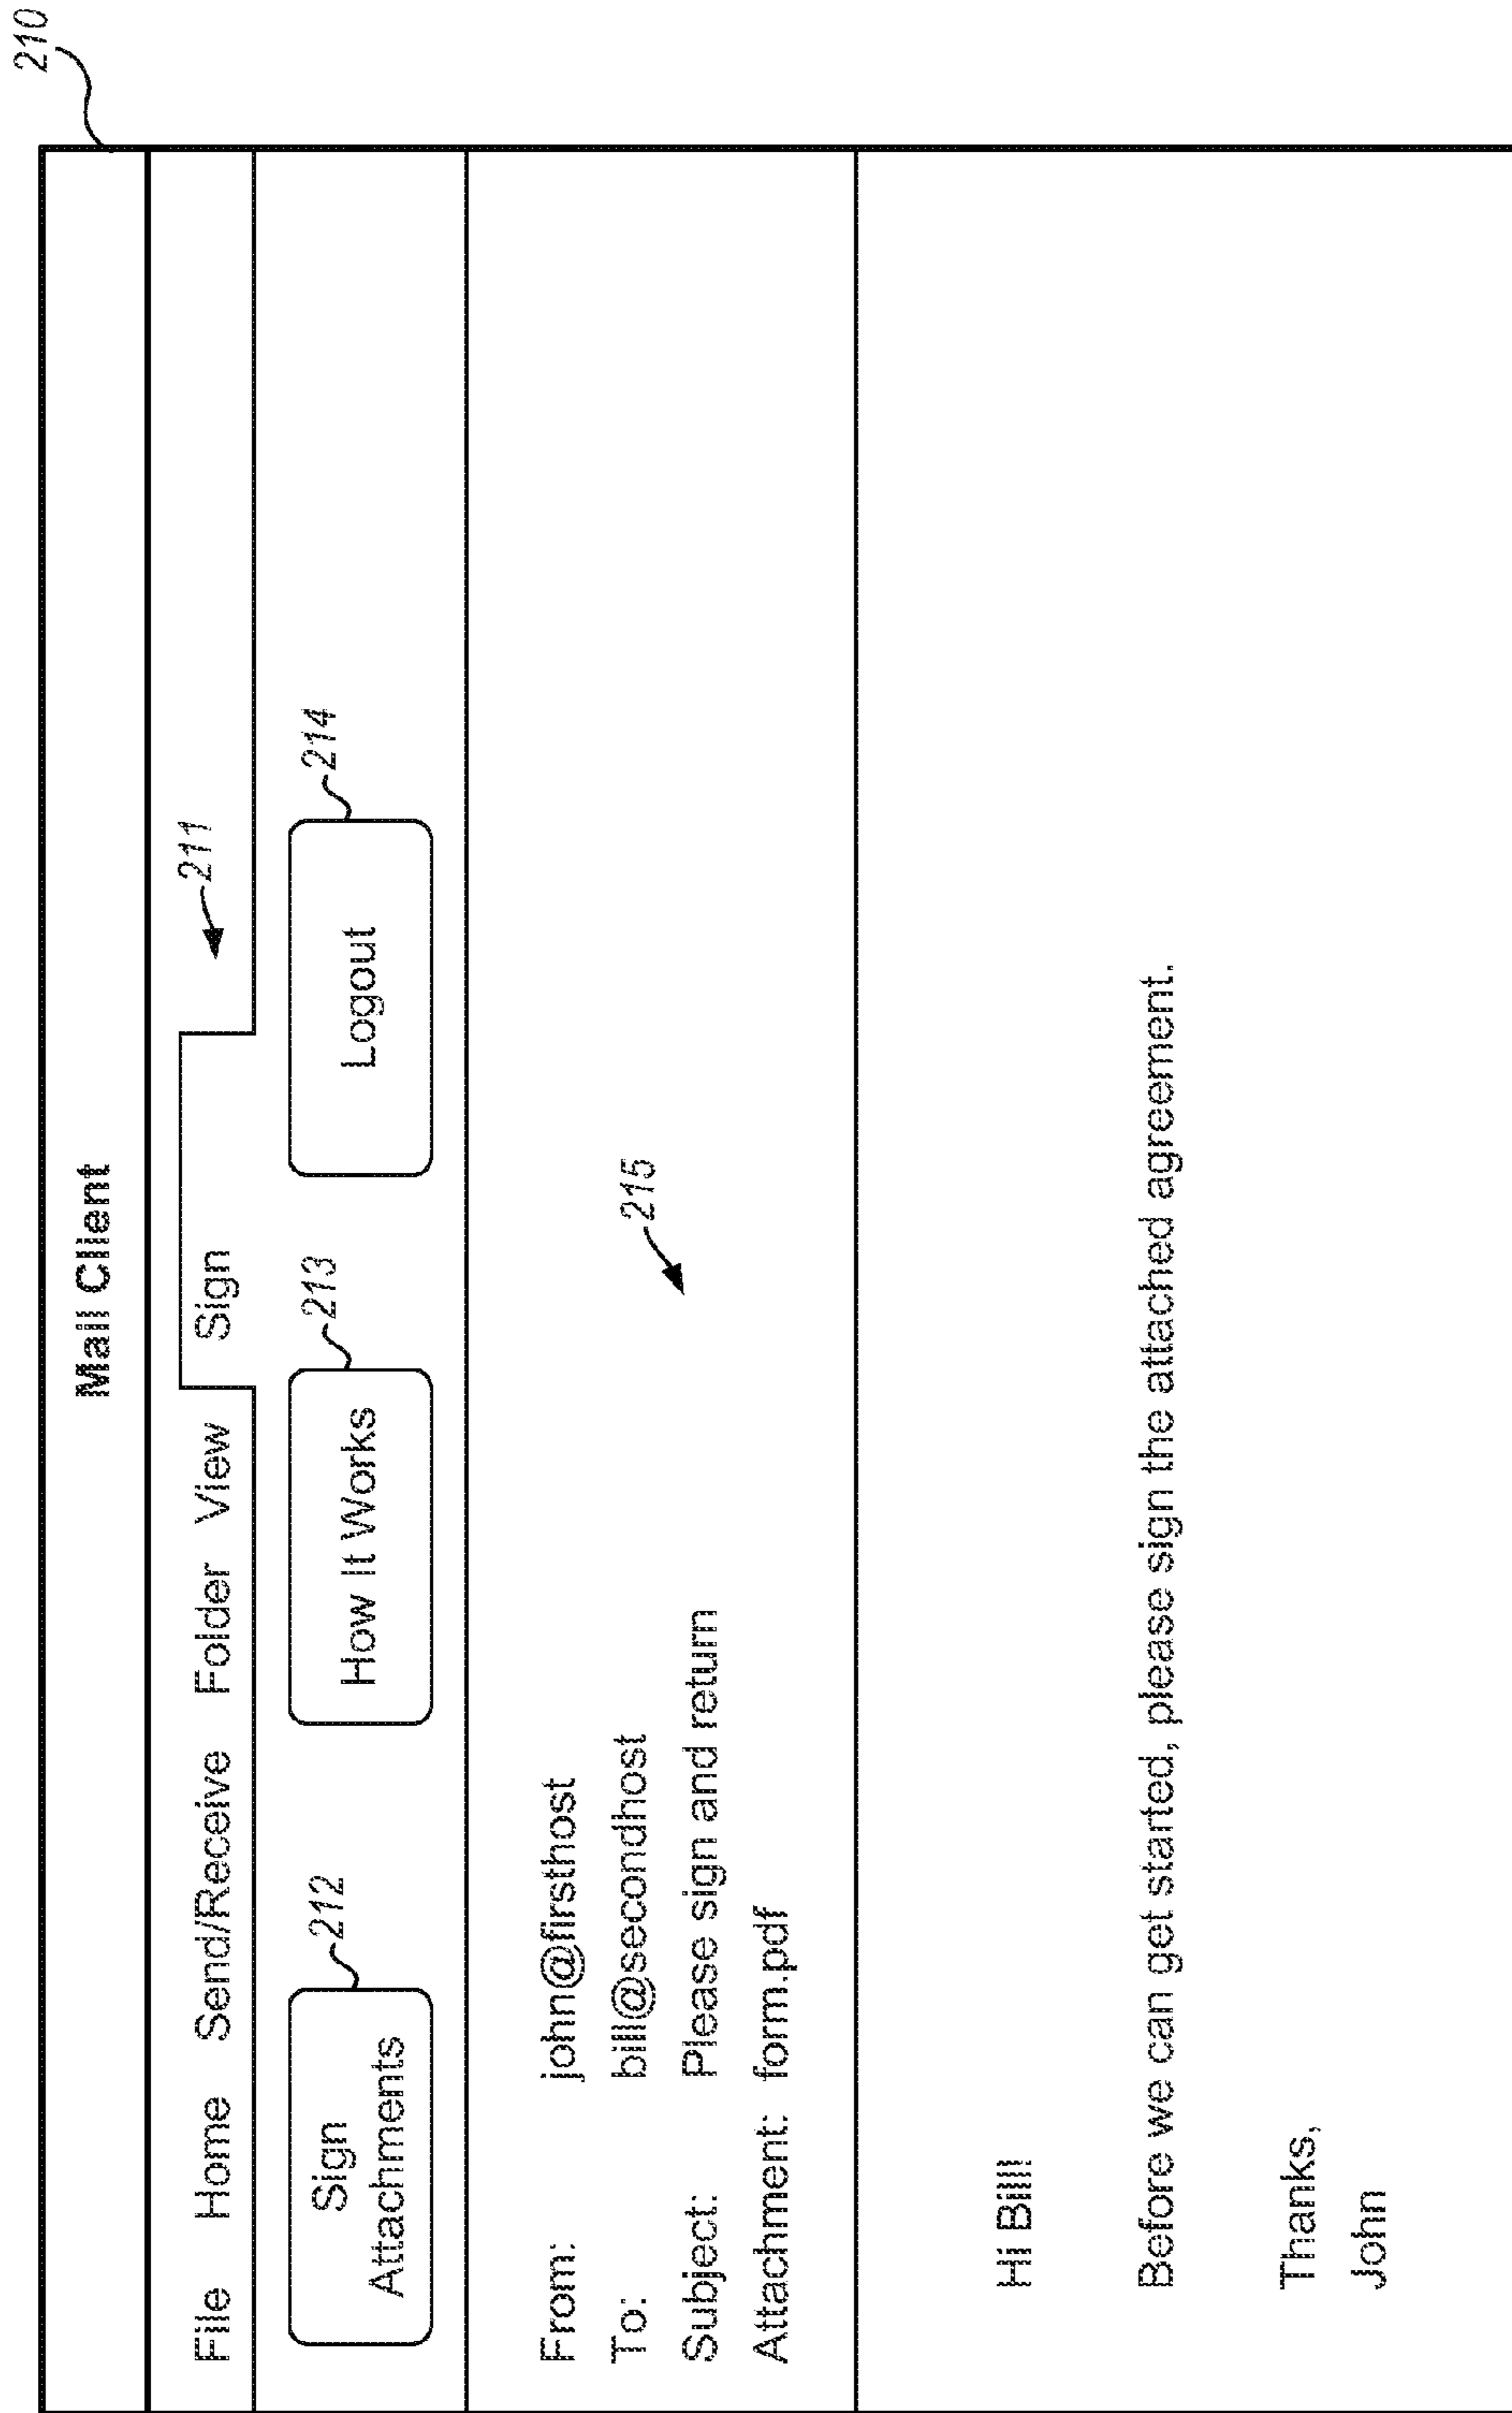 210
Mail Client
File Home Send/Receive Folder View Sign 211
Sign
Attachments
212
How It Works
213
Logout
214
From: john@firsthost
To: bill@secondhost
215
Subject: Please sign and return
Attachment: form.pdf
Hi Bill!
Before we can get started, please sign the attached agreement.
Thanks,
John